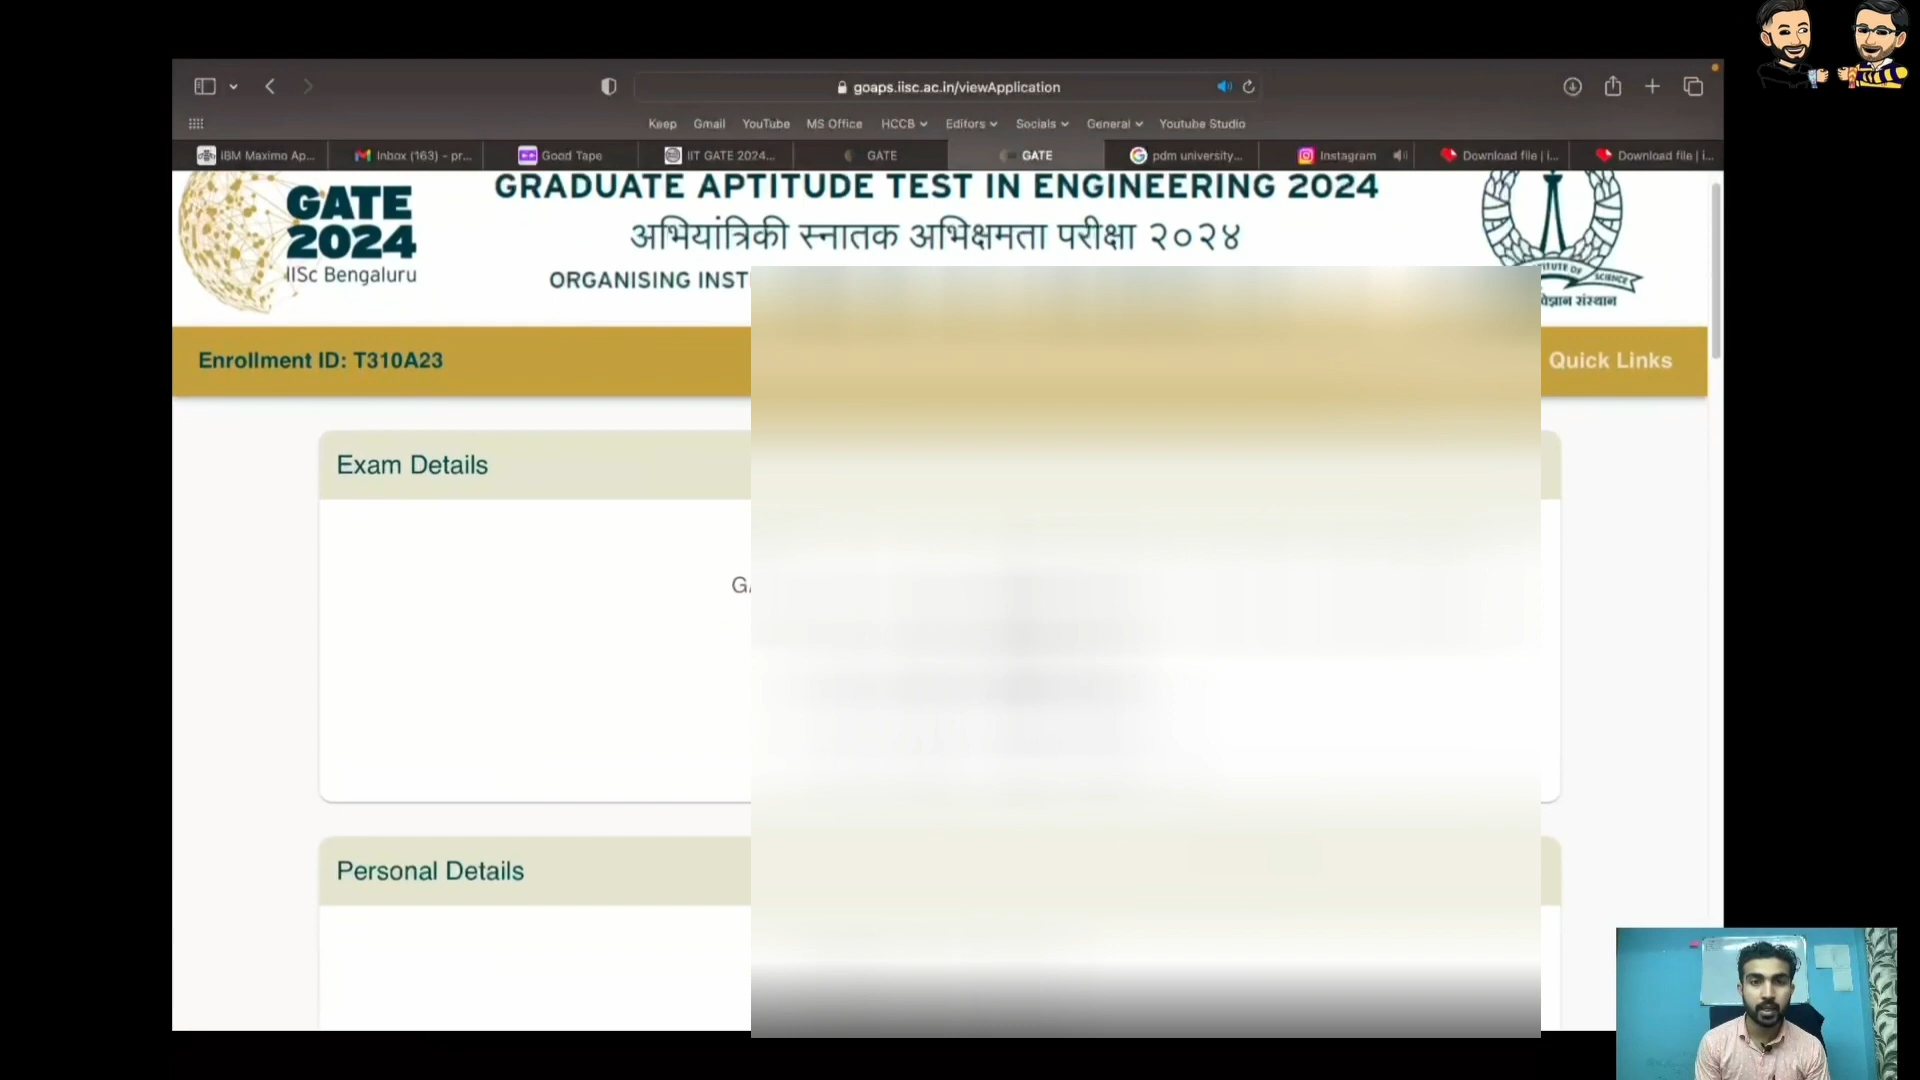 goaps.iisc.ac.in/viewApplication
Keep Gmail YouTube MS Office HCCB Editors Socials General Youtube Studio
IBM Maximo Ap... Inbox (163) - pr... Good Tape IIT GATE 2024... GATE GATE pdm university... Instagram Download file | i... Download file | i...
GRADUATE APTITUDE TEST IN ENGINEERING 2024
GATE
2024
IISc Bengaluru
अभियांत्रिकी स्नातक अभिक्षमता परीक्षा २०२४
ORGANISING INST
SCIENCE
Enrollment ID: T310A23
Quick Links
Exam Details
Personal Details